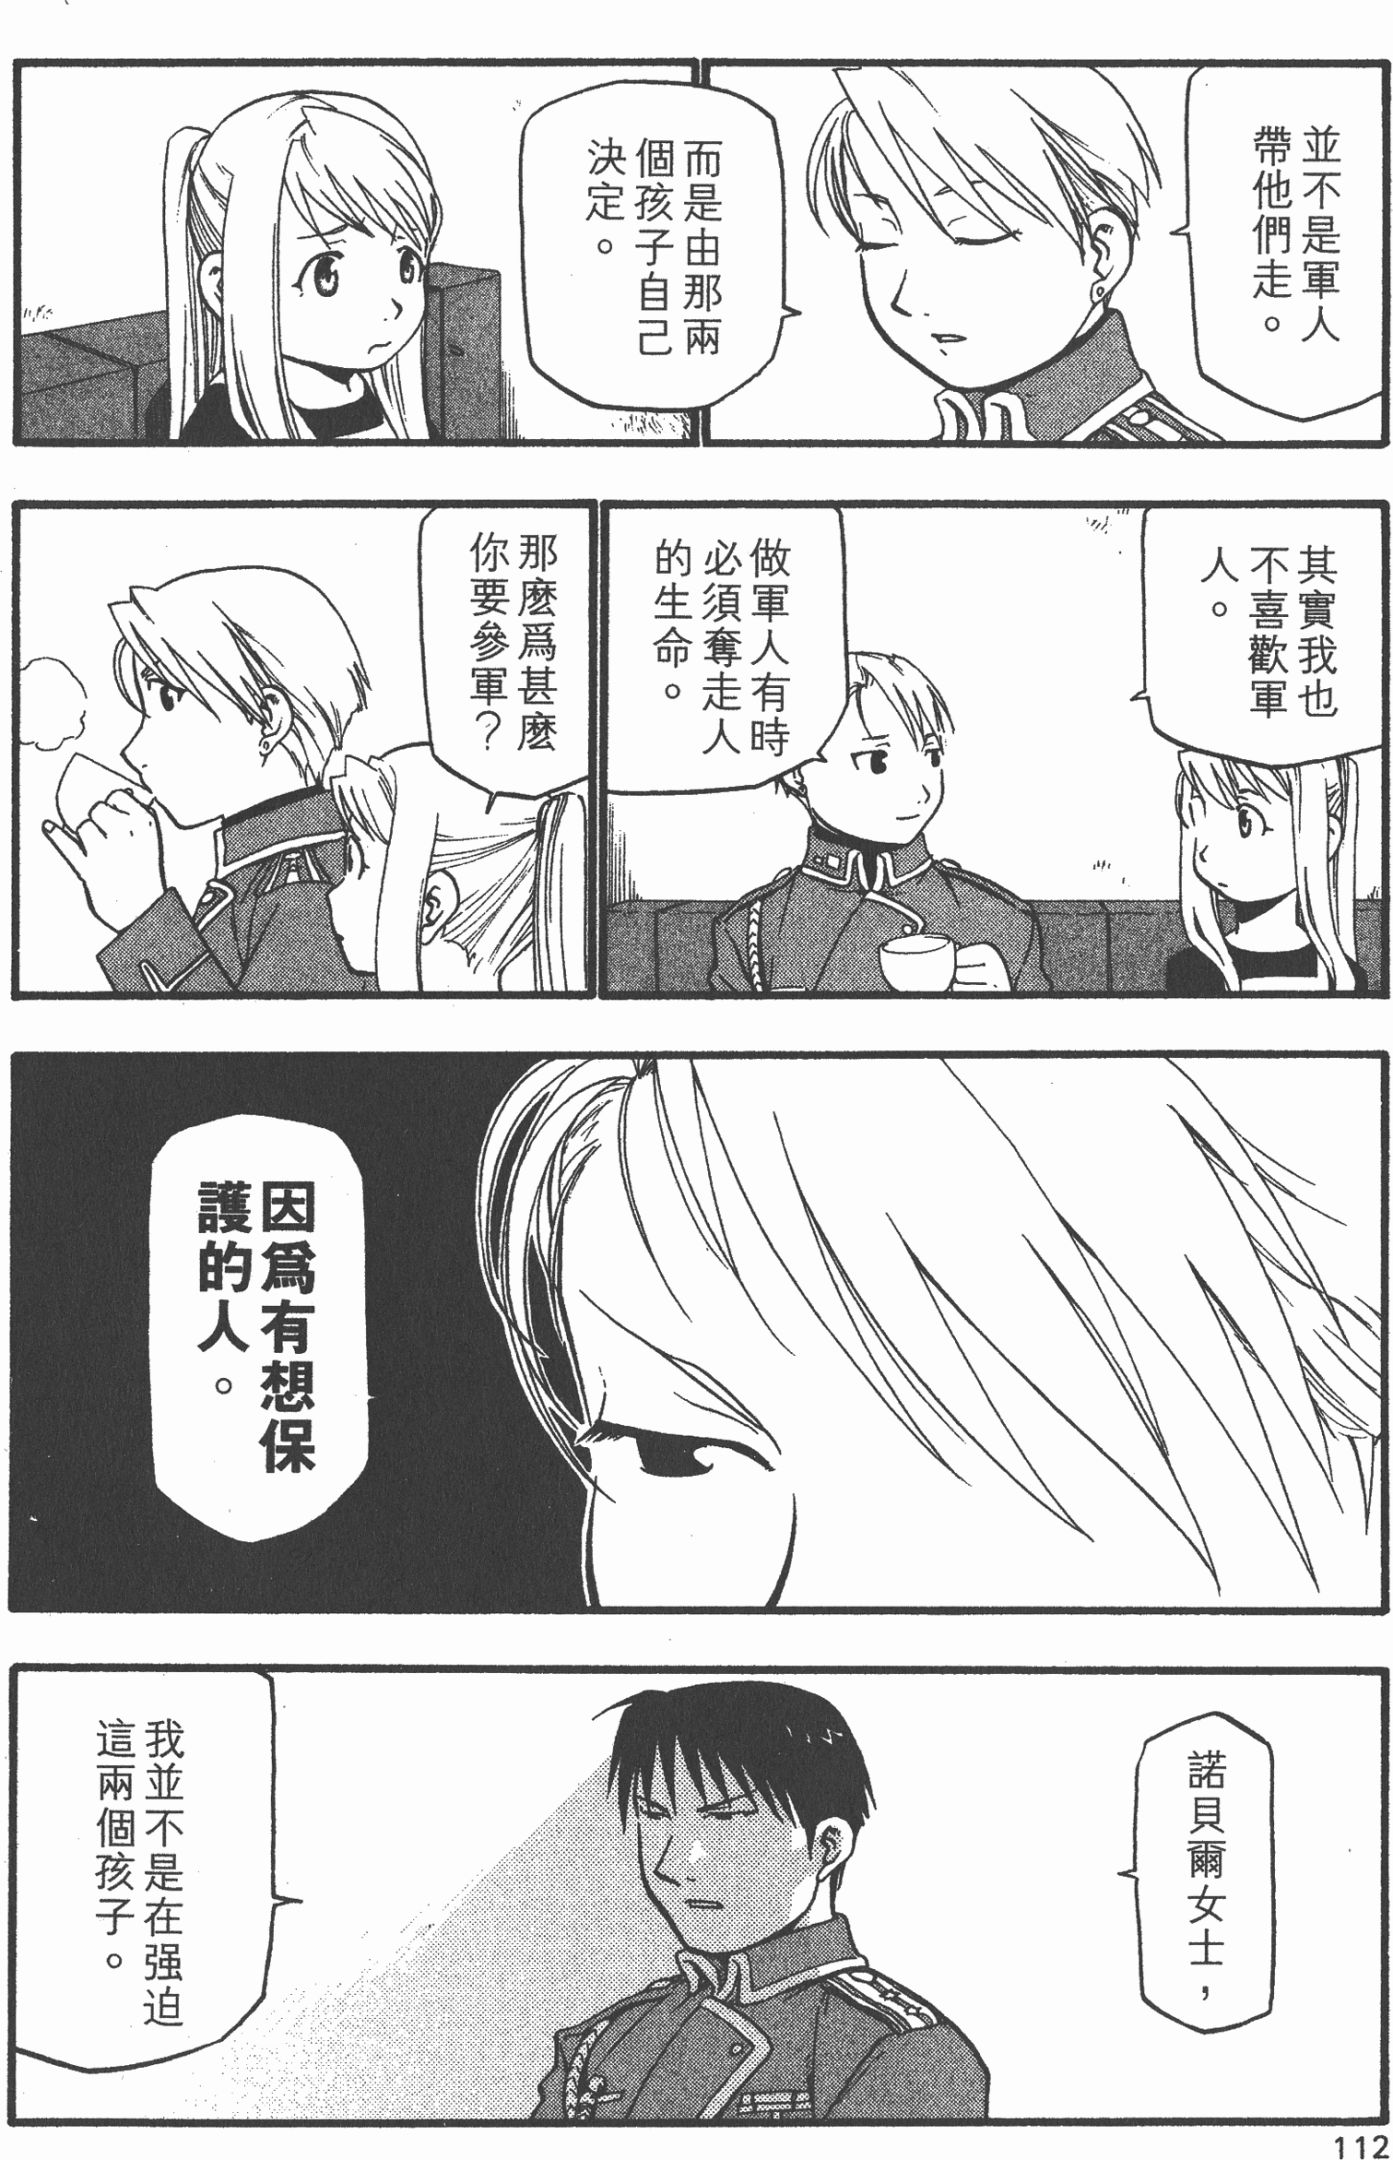 並不是軍人
帶他們走。
而是由那兩
個孩子自己
決定。
其實我也
不喜歡軍
人。
做軍人有時
必須奪走人
的生命。
那麽爲甚麽
你要參軍？
因爲有想保
護的人。
諾貝爾女士，
我並不是在强迫
這兩個孩子。
112